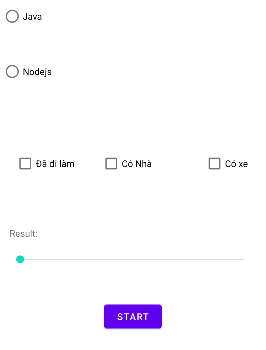 Java
Nodejs
Đã đi làm Có Nhà Có xe
Result:
START